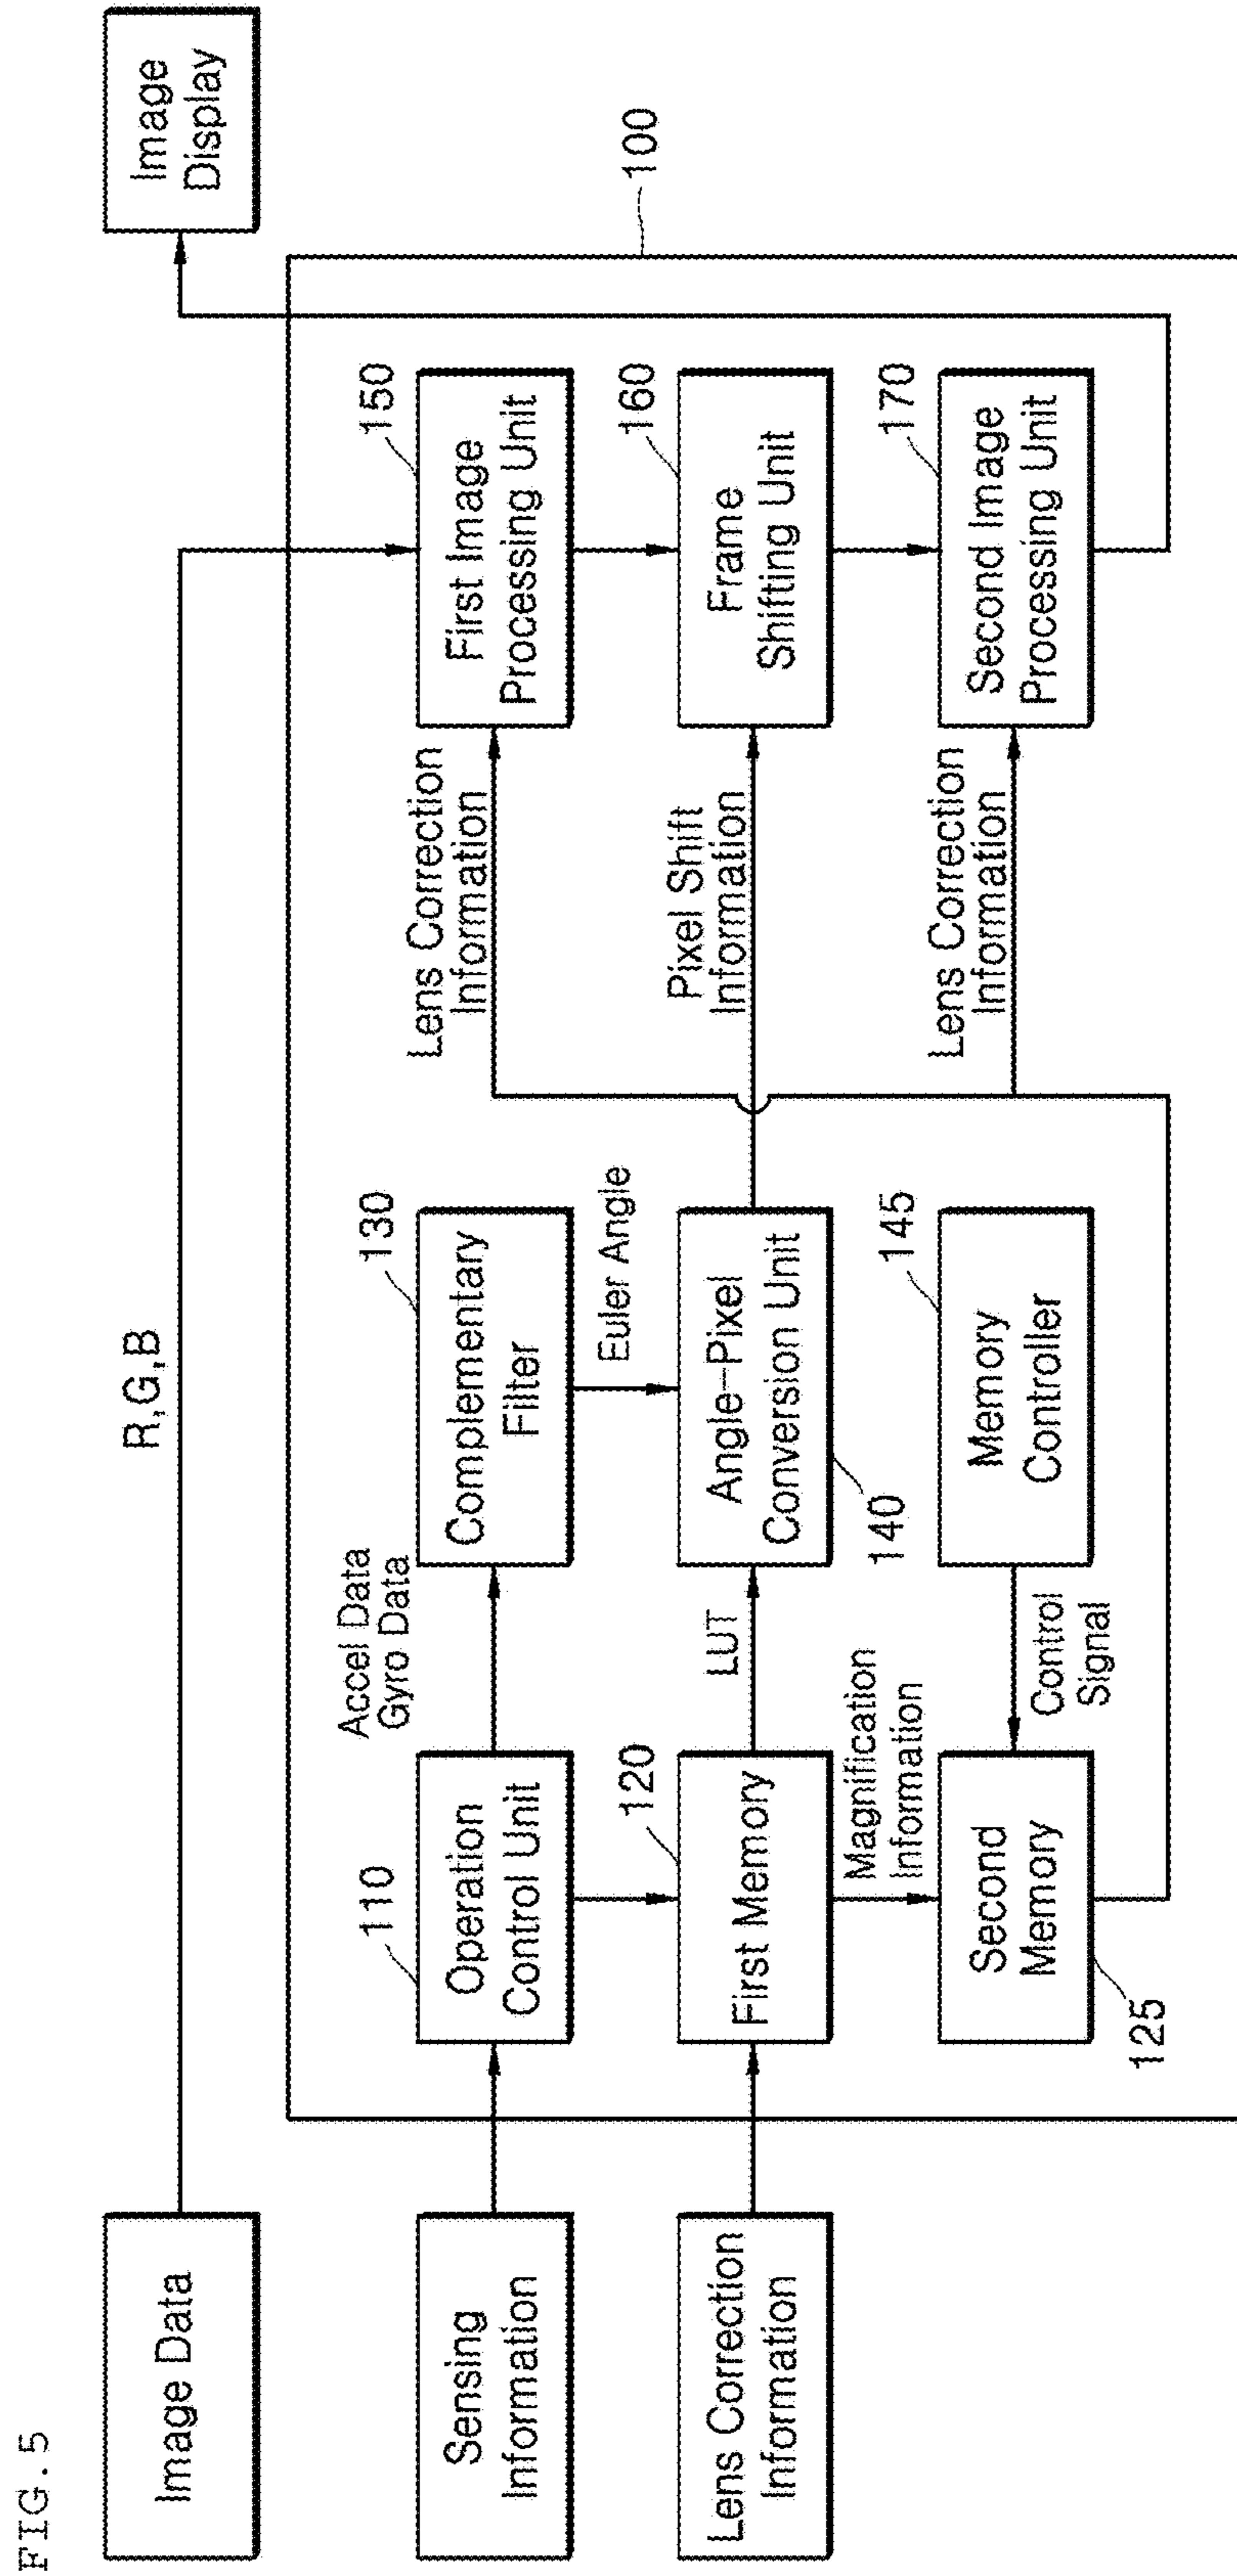 FIG.5
Image Data
R,G,B
Image
Display
100
Sensing
Information
110
Operation
Control Unit
Accel Data
Gyro Data
130
Complementary
Filter
Lens Correction
Information
150
First Image
Processing Unit
Euler Angle
Lens Correction
Information
120
First Memory
LUT
Angle-Pixel
Conversion Unit
140
Pixel Shift
Information
160
Frame
Shifting Unit
Magnification
Information
Second
Memory
125
Control
Signal
145
Memory
Controller
Lens Correction
Information
170
Second Image
Processing Unit